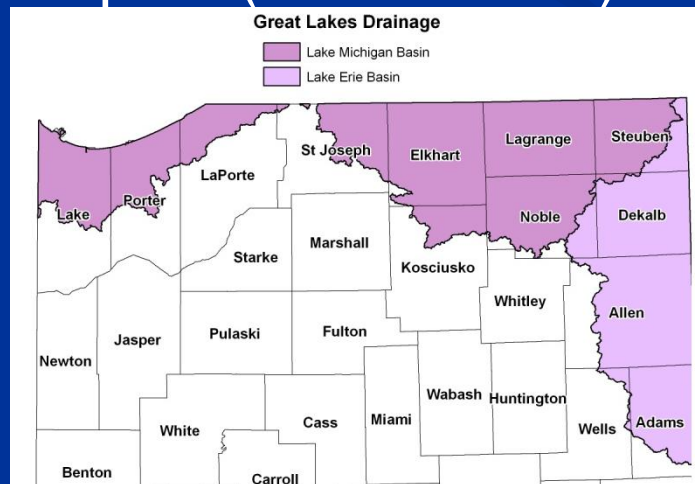 Great Lakes Drainage
Lake Michigan Basin
Lake Erie Basin
Steuben
Lagrange
St Joseph
Elkhart
LaPorte
Porter
Lake
Noble
Dekalb
Marshall
Starke
Kosciusko
Whitley
Allen
Jasper
Pulaski
Fulton
Newton
Wabash
Huntington
White
Cass
Miami
Wells
Adams
Benton
Carroll